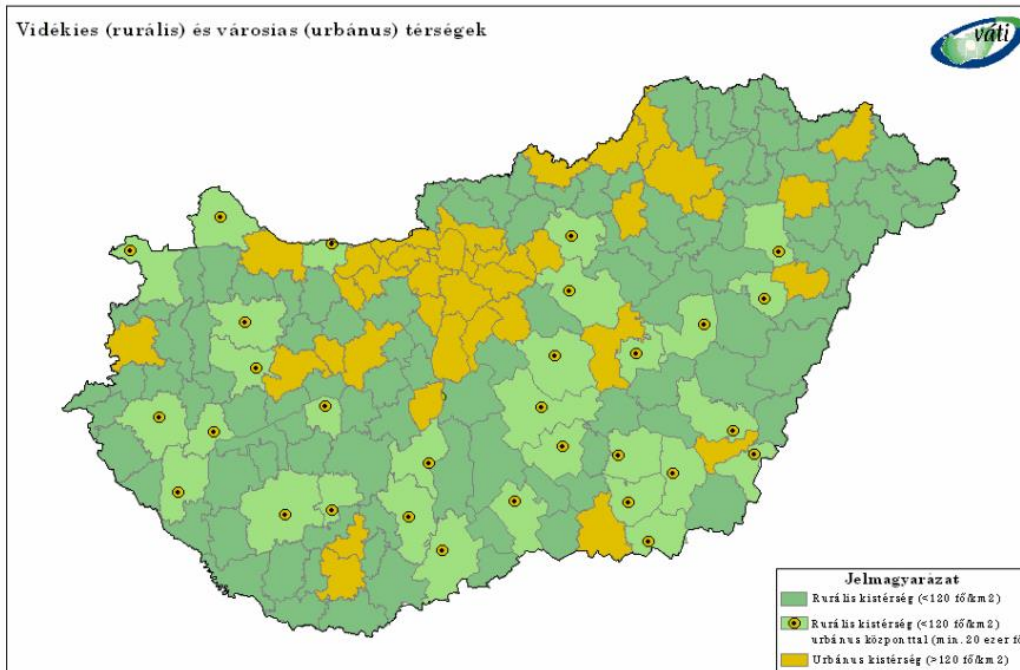 Vidékies (rurális) és városias (urbánus) térségek
váti
Jelmagyarázat
Rurális kistérség (<120 fő/km2)
Rurális kistérség (<120 fő/km2)
urbánus központtal (min. 20 ezer fő
Urbánus kistérség (>120 fő/km2)